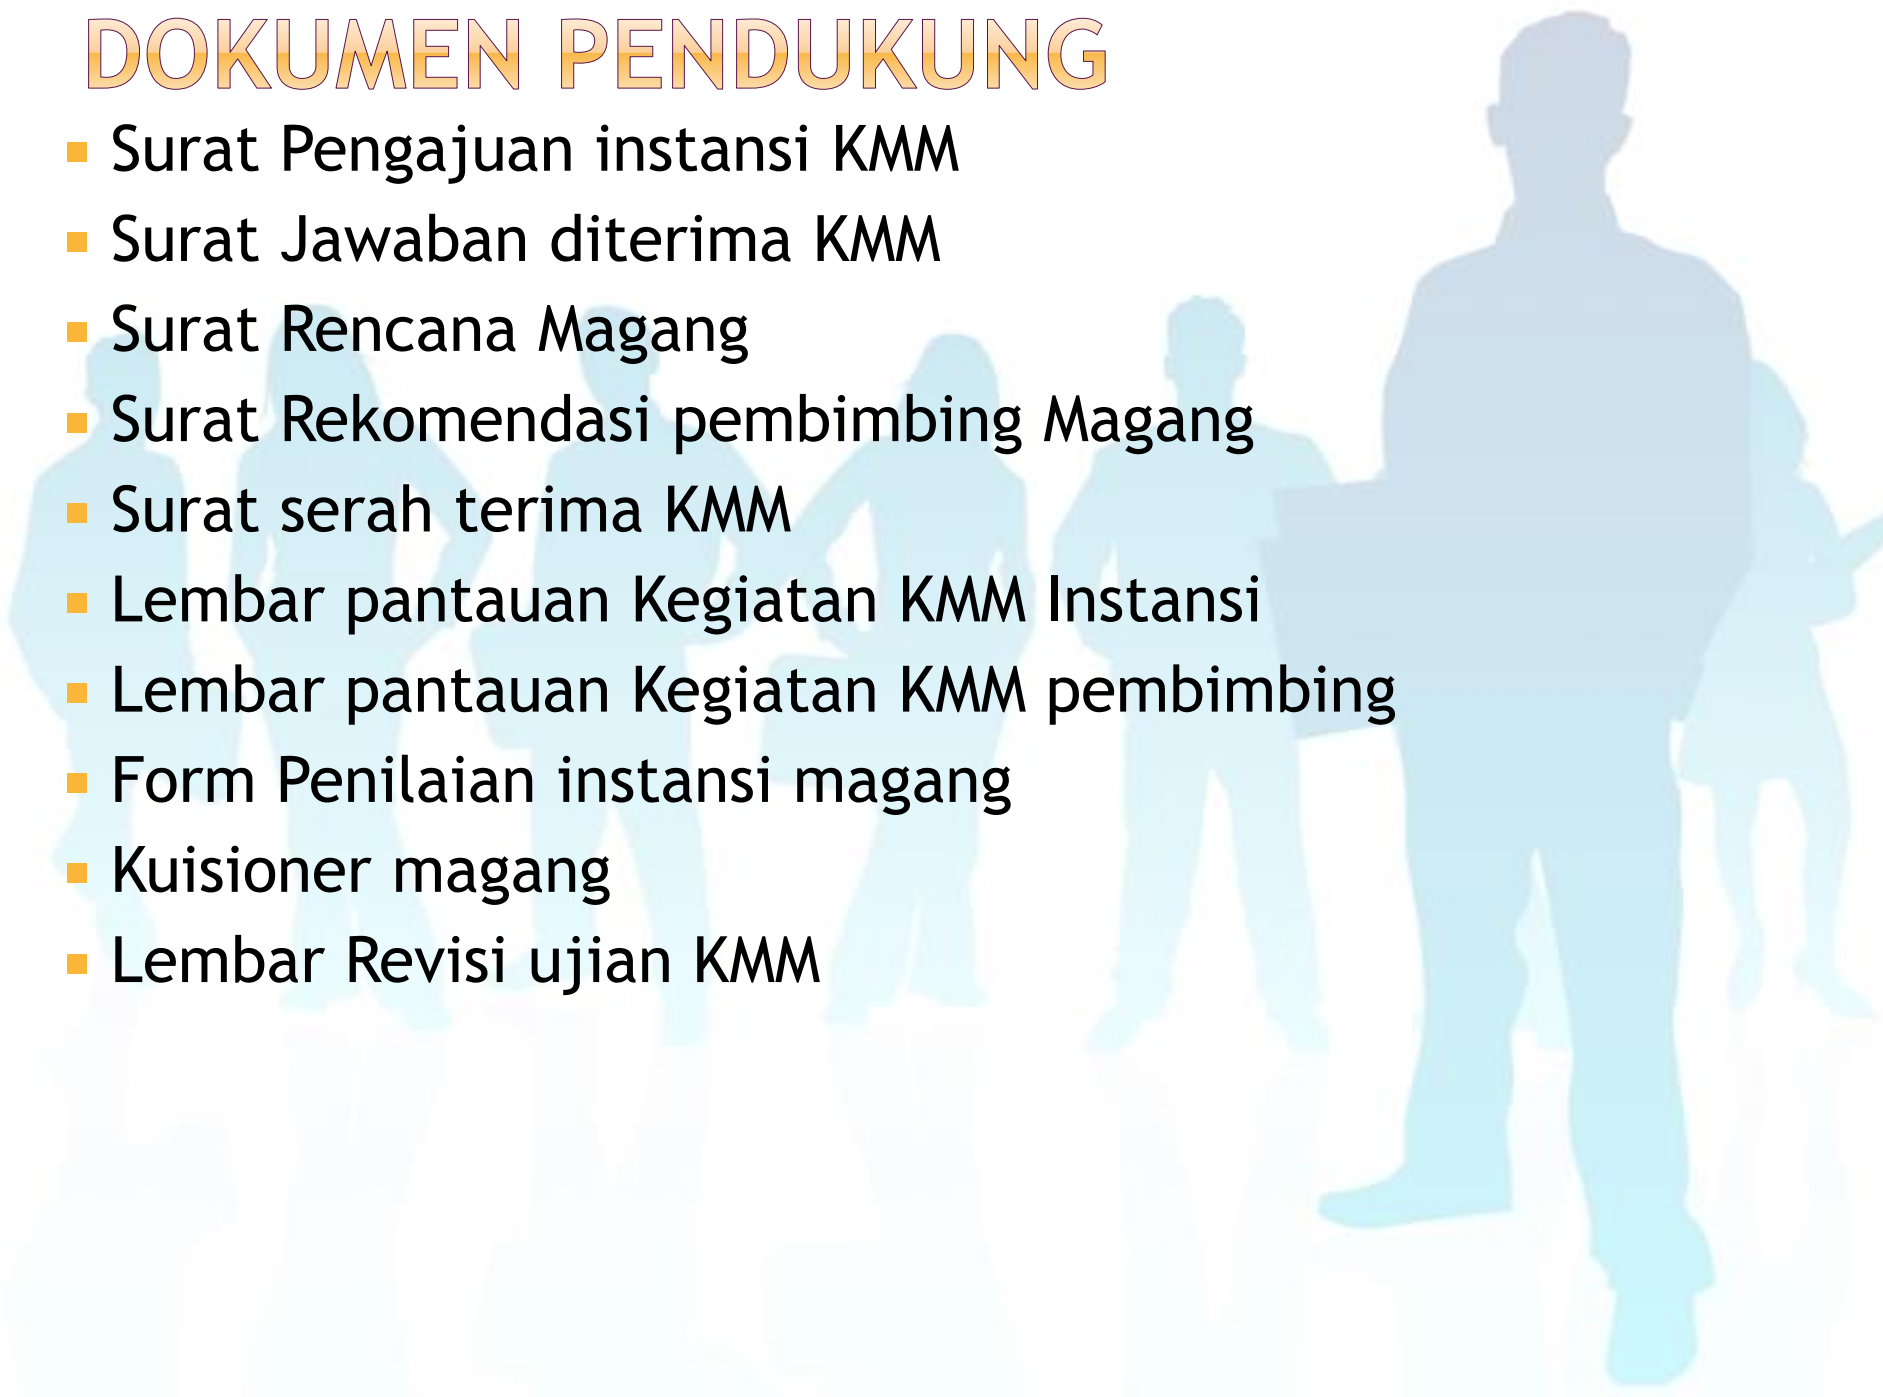 DOKUMEN PENDUKUNG
Surat Pengajuan instansi KMM
Surat Jawaban diterima KMM
Surat Rencana Magang
Surat Rekomendasi pembimbing Magang
Surat serah terima KMM
Lembar pantauan Kegiatan KMM Instansi
Lembar pantauan Kegiatan KMM pembimbing
Form Penilaian instansi magang
Kuisioner magang
Lembar Revisi ujian KMM